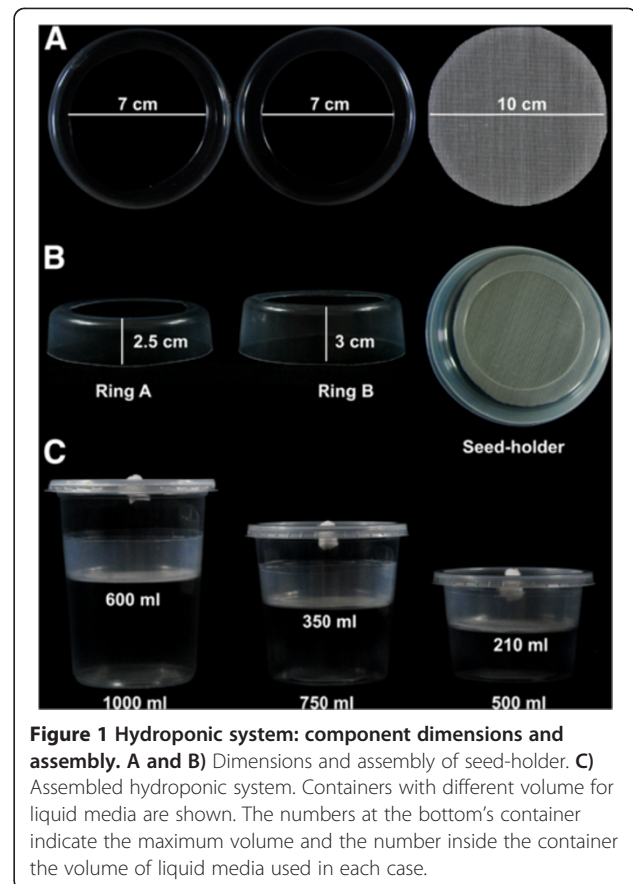 A
7 cm
7 cm
10 cm
B
2.5 cm
3 cm
Ring A
Ring B
Seed-holder
C
600 ml
350 ml
210 ml
1000 ml
750 ml
500 ml
Figure 1 Hydroponic system: component dimensions and
assembly. A and B) Dimensions and assembly of seed-holder. C)
Assembled hydroponic system. Containers with different volume for
liquid media are shown. The numbers at the bottom's container
indicate the maximum volume and the number inside the container
the volume of liquid media used in each case.